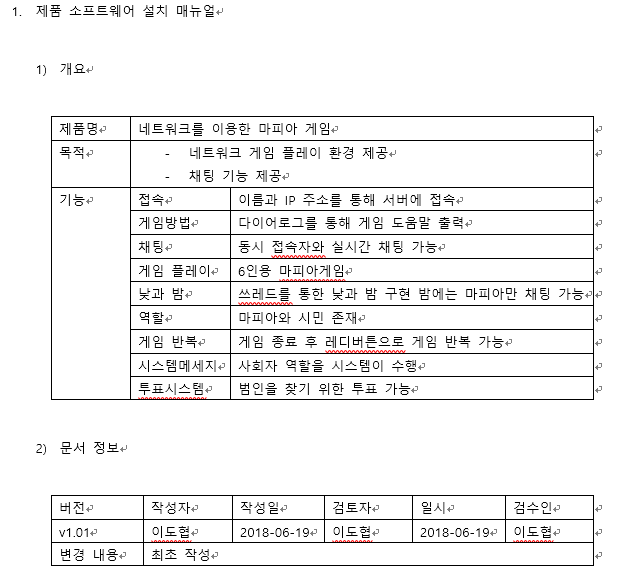 1. 제품 소프트웨어 설치 매뉴얼
1) 개요
제품명 네트워크를 이용한 마피아 게임
목적 - 네트워크 게임 플레이 환경 제공
- 채팅 기능 제공
기능 접속 이름과 IP 주소를 통해 서버에 접속
게임방법 다이어로그를 통해 게임 도움말 출력
채팅 동시 접속자와 실시간 채팅 가능
게임 플레이 6인용 마피아게임
낮과 밤 쓰레드를 통한 낮과 밤 구현 밤에는 마피아만 채팅 가능
역할 마피아와 시민 존재
게임 반복 게임 종료 후 레디버튼으로 게임 반복 가능
시스템메세지 사회자 역할을 시스템이 수행
투표시스템 범인을 찾기 위한 투표 가능
2) 문서 정보
버전 작성자 작성일 검토자 일시 검수인
v1.01 이도협 2018-06-19 이도협 2018-06-19 이도협
변경 내용 최초 작성